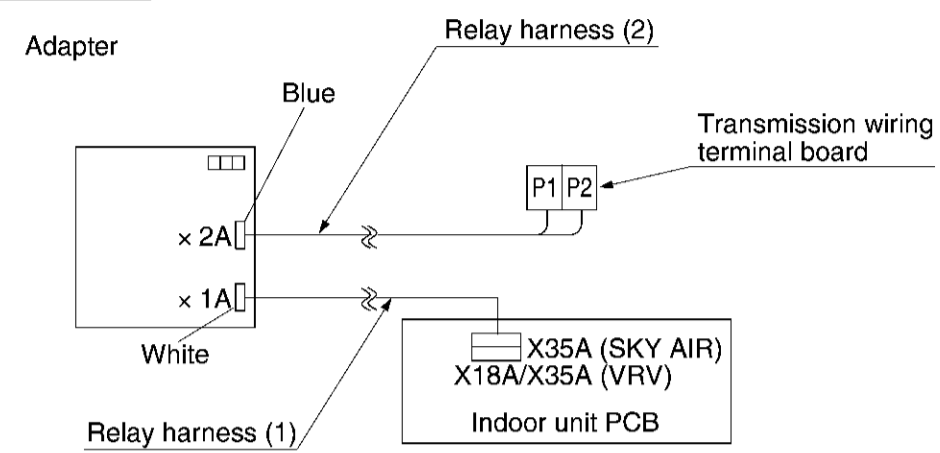 Adapter
Relay harness (2)
Blue
Transmission wiring
terminal board
P1 P2
× 2A
× 1A
White
X35A (SKY AIR)
X18A/X35A (VRV)
Indoor unit PCB
Relay harness (1)